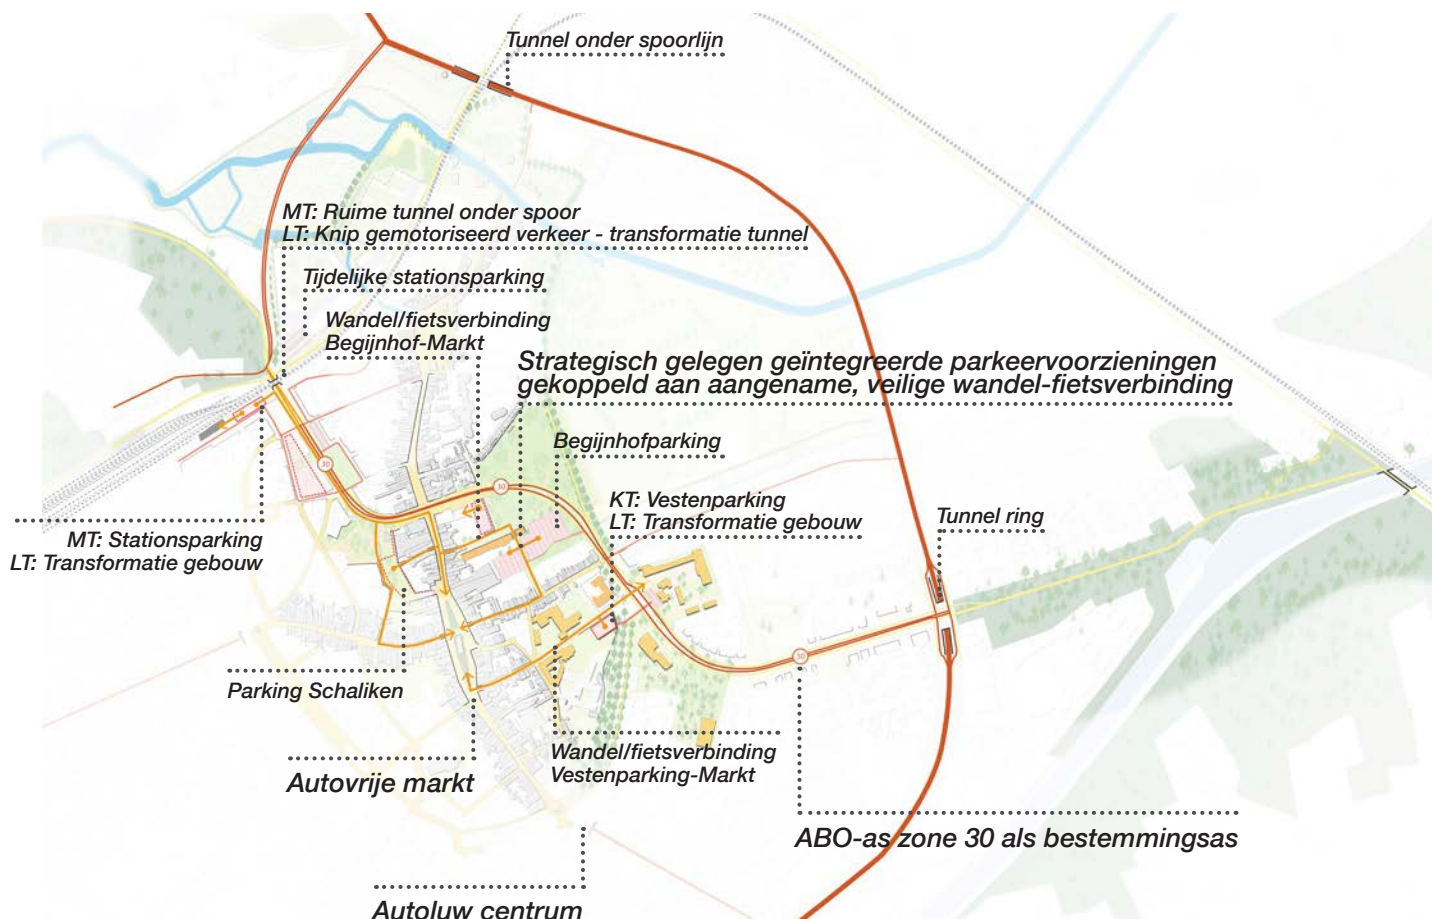 Tunnel onder spoorlijn
MT: Ruime tunnel onder spoor
LT: Knip gemotoriseerd verkeer - transformatie tunnel
Tijdelijke stationsparking
Wandel/fietsverbinding
Begijnhof-Markt
Strategisch gelegen geïntegreerde parkeervoorzieningen
gekoppeld aan aangename, veilige wandel-fietsverbinding
Begijnhofparking
30
30
KT: Vestenparking
LT: Transformatie gebouw
Tunnel ring
MT: Stationsparking
LT: Transformatie gebouw
30
Parking Schaliken
Wandel/fietsverbinding
Vestenparking-Markt
Autovrije markt
ABO-as zone 30 als bestemmingsas
Autoluw centrum